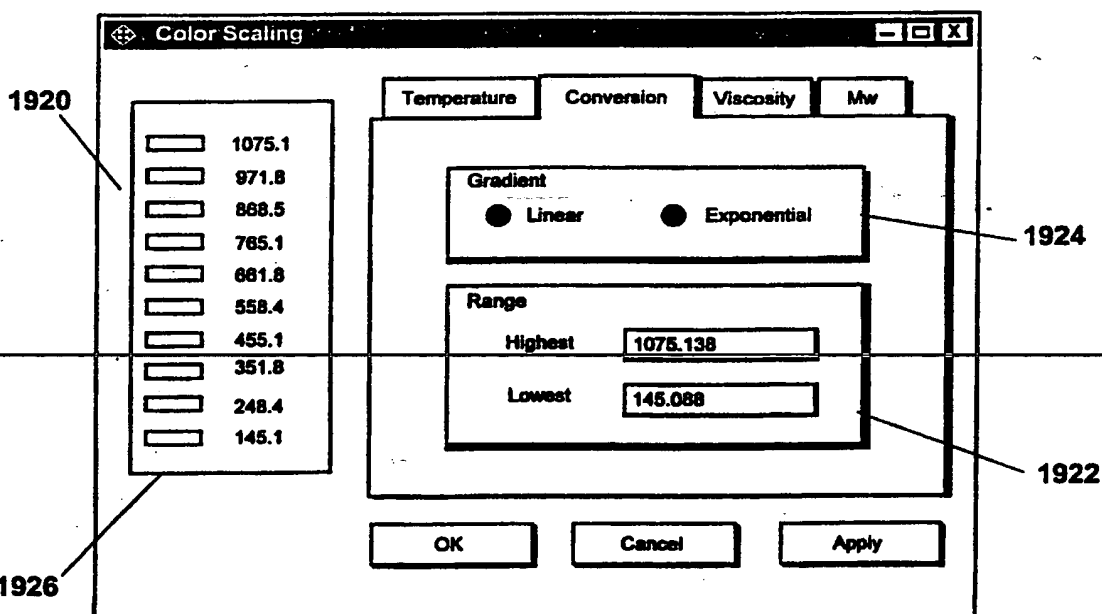 Color Scaling
1920
1075.1
971.8
868.5
765.1
661.8
558.4
455.1
351.8
248.4
145.1
1926
Temperature Conversion Viscosity Mw
Gradient
Linear Exponential
1924
Range
Highest 1075.138
Lowest 145.088
1922
OK Cancel Apply